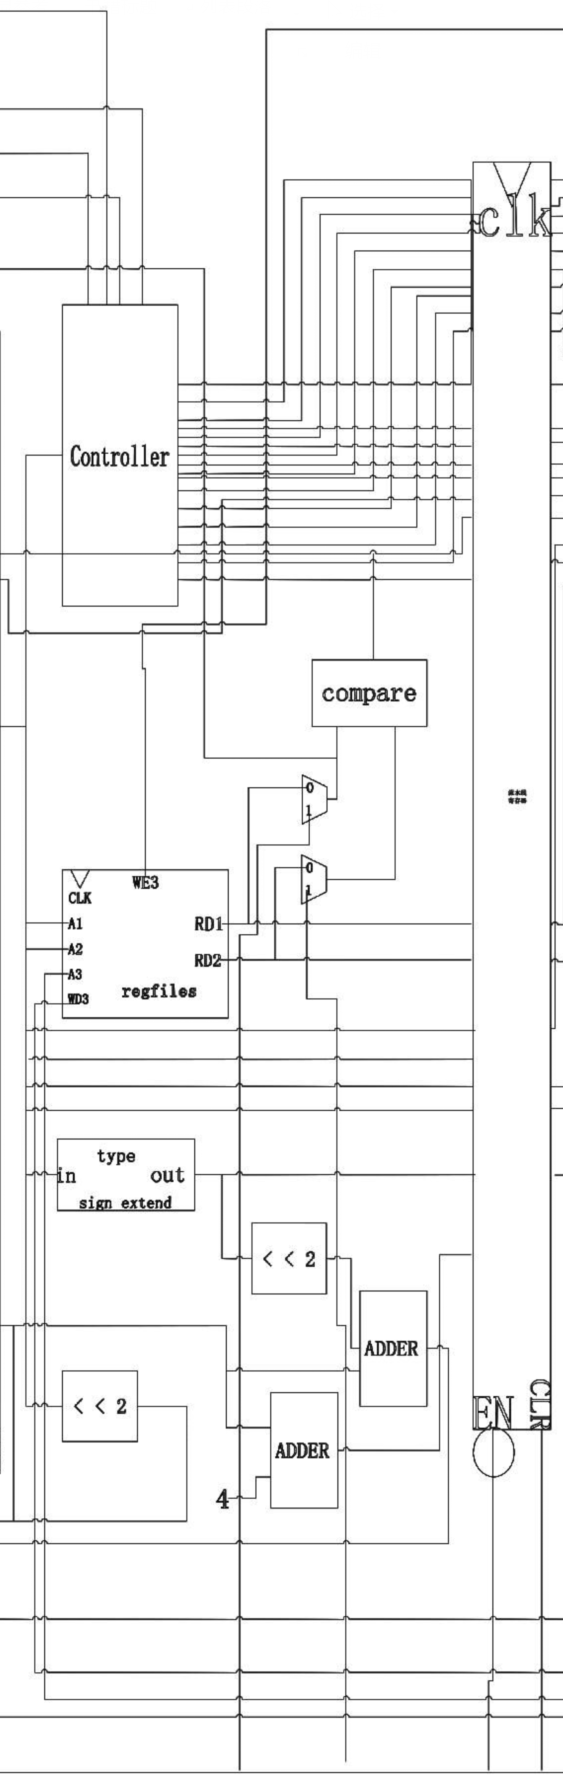 clk
Controller
compare
0
1
0
1
CLK
WE3
A1
RD1
A2
RD2
A3
WD3
regfiles
type
in
out
sign extend
< < 2
ADDER
< < 2
EN
CLR
ADDER
4